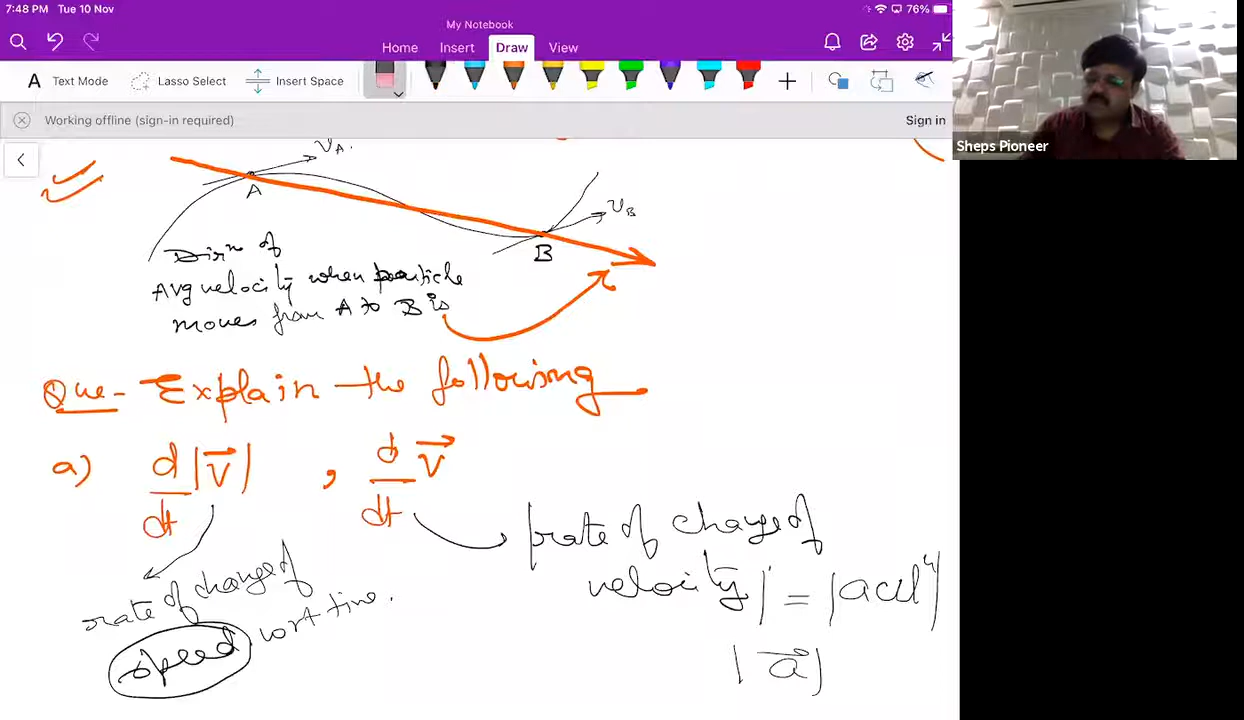 7:48 PM Tue 10 Nov
76%
My Notebook
Home Insert Draw View
A Text Mode Lasso Select Insert Space
Working offline (sign-in required)
Sign in
Sheps Pioneer
VA.
A
VB
B
Dirn of
Avg velocity when particle
moves from A to B is
Que- Explain the following
a) d/dt |V⃗| , d/dt V⃗
rate of change of
speed wort time.
|rate of change of
velocity| = |accln|
|a⃗|